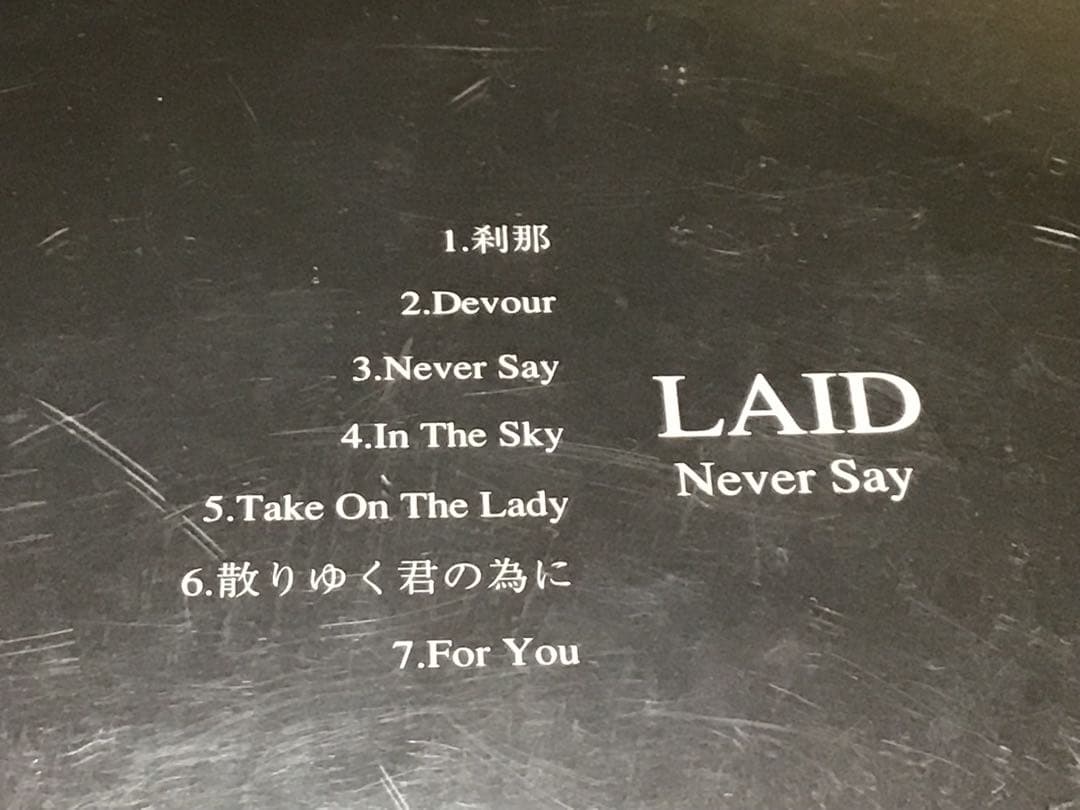 1.刹那
2.Devour
3.Never Say
4.In The Sky
5.Take On The Lady
6.散りゆく君の為に
7.For You
LAID
Never Say